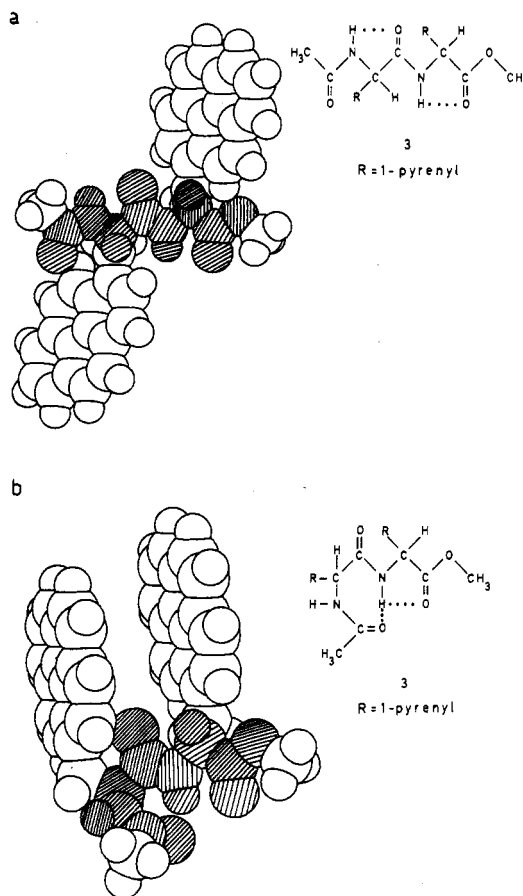 a
H O R H
H₃C N O
N CH
R H
O H O
3
R=1-pyrenyl
b
O R H
H O
R N CH₃
H N H O
O
H₃C
3
R=1-pyrenyl